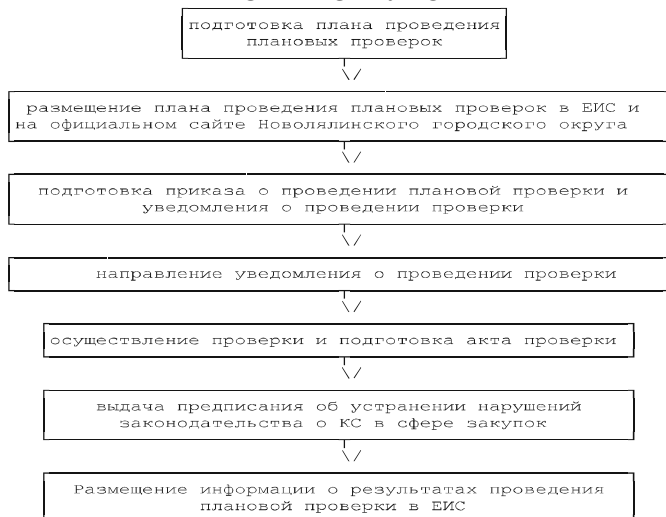 подготовка плана проведения
плановых проверок
размещение плана проведения плановых проверок в ЕИС и
на официальном сайте Новолялинского городского округа
подготовка приказа о проведении плановой проверки и
уведомления о проведении проверки
направление уведомления о проведении проверки
осуществление проверки и подготовка акта проверки
выдача предписания об устранении нарушений
законодательства о КС в сфере закупок
Размещение информации о результатах проведения
плановой проверки в ЕИС